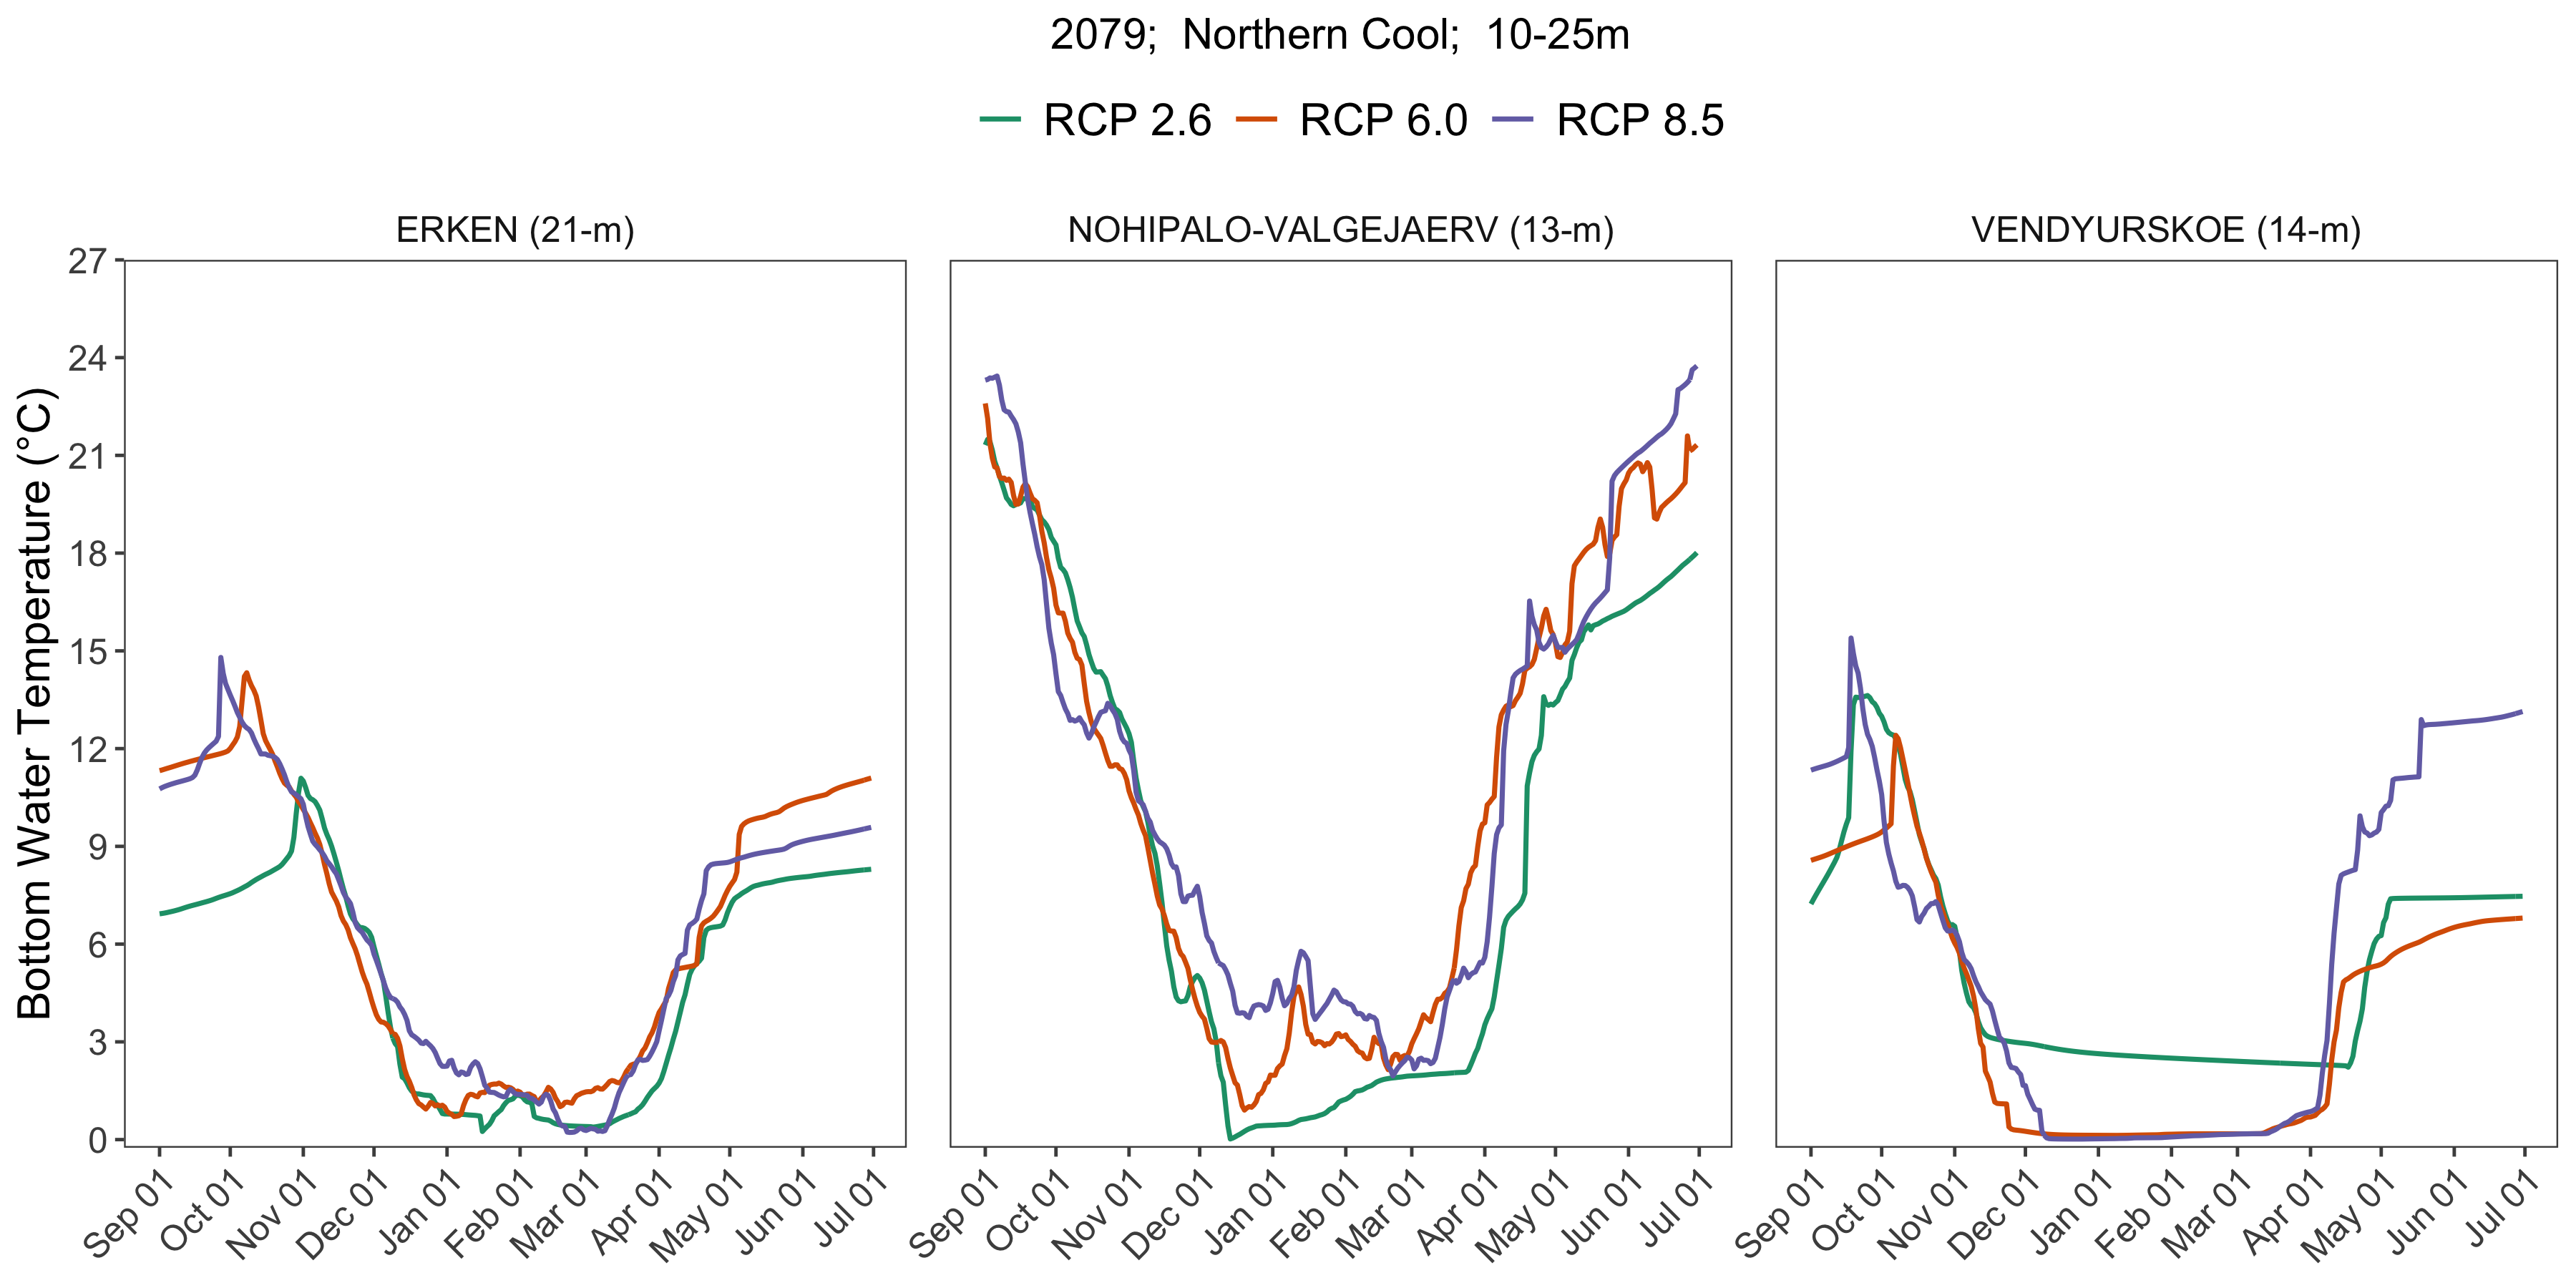 2079;  Northern Cool;  10-25m
RCP 2.6 RCP 6.0 RCP 8.5
ERKEN (21-m) NOHIPALO-VALGEJAERV (13-m) VENDYURSKOE (14-m)
Bottom Water Temperature (°C)
27
24
21
18
15
12
9
6
3
0
Sep 01 Oct 01 Nov 01 Dec 01 Jan 01 Feb 01 Mar 01 Apr 01 May 01 Jun 01 Jul 01 Sep 01 Oct 01 Nov 01 Dec 01 Jan 01 Feb 01 Mar 01 Apr 01 May 01 Jun 01 Jul 01 Sep 01 Oct 01 Nov 01 Dec 01 Jan 01 Feb 01 Mar 01 Apr 01 May 01 Jun 01 Jul 01